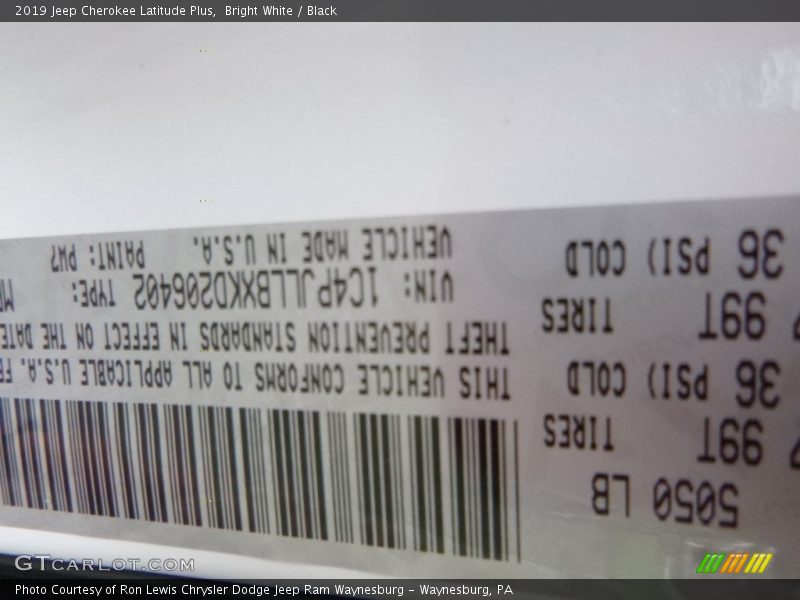 2019 Jeep Cherokee Latitude Plus, Bright White / Black
5050 LB
99T TIRES
36 PSI) COLD
99T TIRES
36 PSI) COLD
THIS VEHICLE CONFORMS TO ALL APPLICABLE U.S.A. FE
THEFT PREVENTION STANDARDS IN EFFECT ON THE DATE
VIN: 1C4PJLLBXKD206402 TYPE:
VEHICLE MADE IN U.S.A. PAINT: PW7
GTcarlot.com
Photo Courtesy of Ron Lewis Chrysler Dodge Jeep Ram Waynesburg - Waynesburg, PA